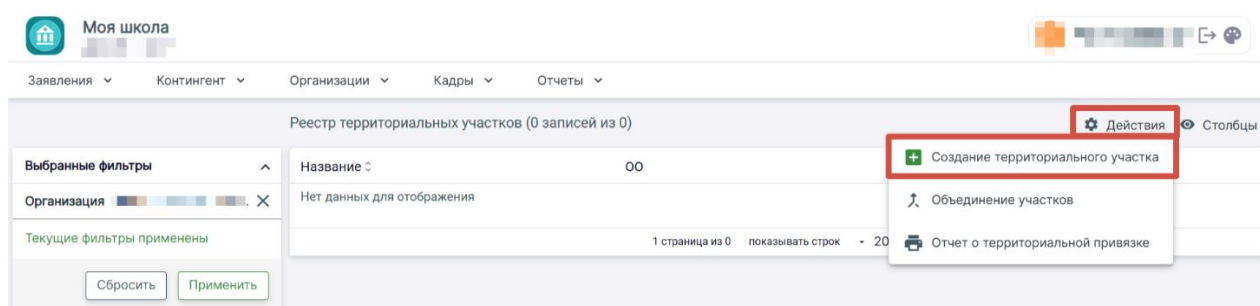 Моя школа
Заявления Контингент Организации Кадры Отчеты
Реестр территориальных участков (0 записей из 0)
Действия Столбцы
Выбранные фильтры
Название ОО
Создание территориального участка
Организация
Нет данных для отображения
Объединение участков
Текущие фильтры применены
1 страница из 0 показывать строк 20
Отчет о территориальной привязке
Сбросить Применить